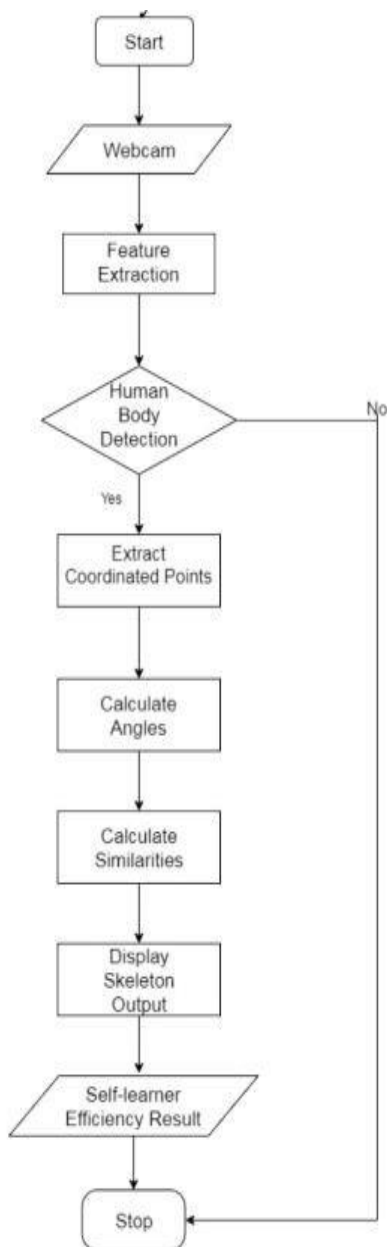 Start
Webcam
Feature
Extraction
Human
Body
Detection
No
Yes
Extract
Coordinated Points
Calculate
Angles
Calculate
Similarities
Display
Skeleton
Output
Self-learner
Efficiency Result
Stop